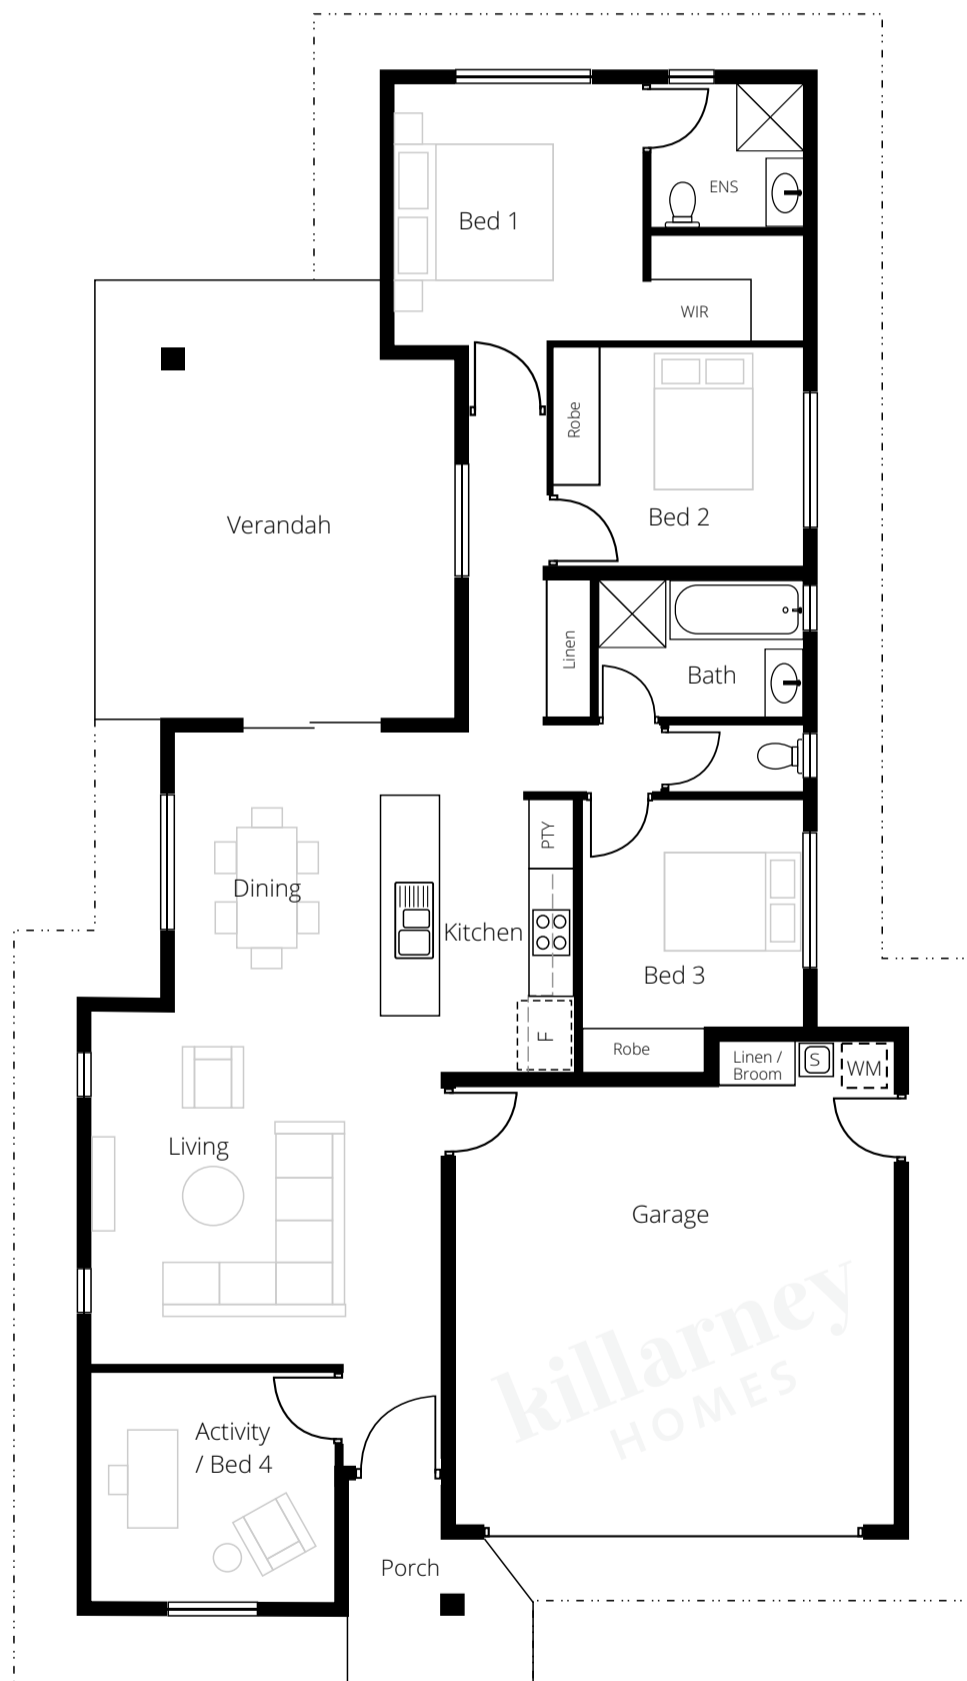 ENS
Bed 1
WIR
Robe
Bed 2
Verandah
Linen
Bath
PTY
Dining
Kitchen
Bed 3
F
Robe
Linen /
Broom
S
WM
Living
Garage
killarney
HOMES
Activity
/ Bed 4
Porch